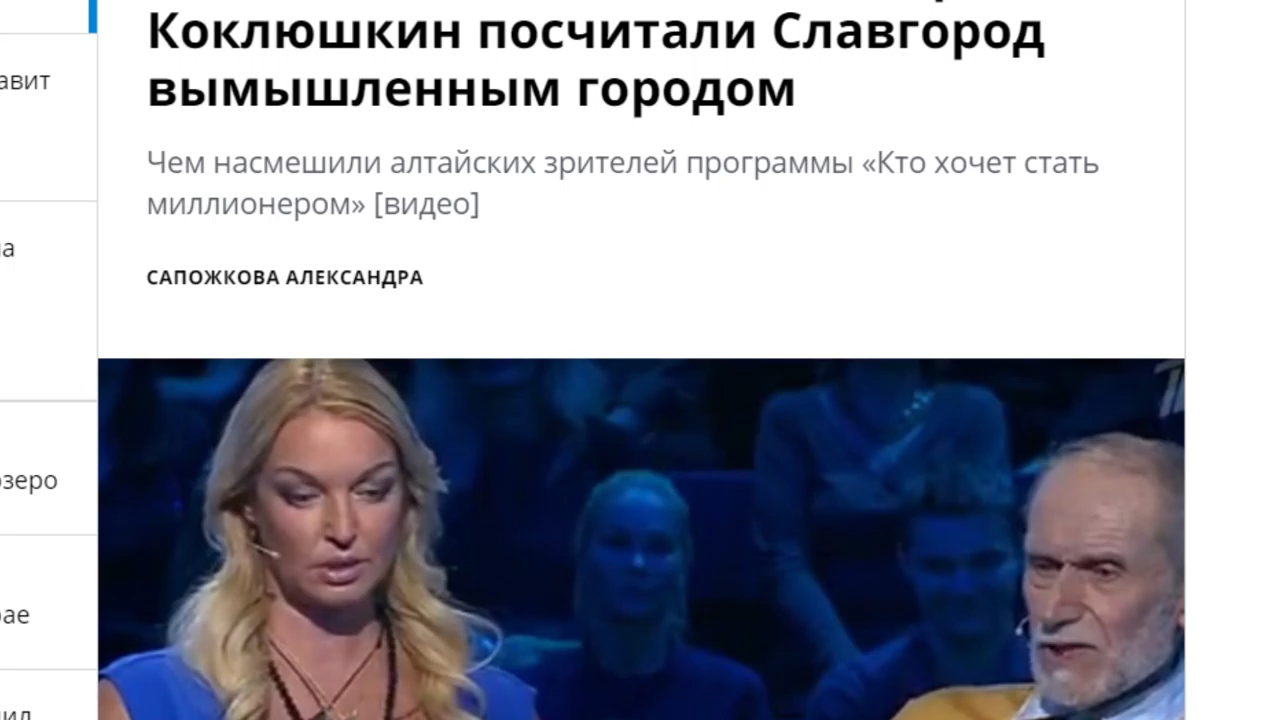 Коклюшкин посчитали Славгород
вымышленным городом
Чем насмешили алтайских зрителей программы «Кто хочет стать
миллионером» [видео]
САПОЖКОВА АЛЕКСАНДРА